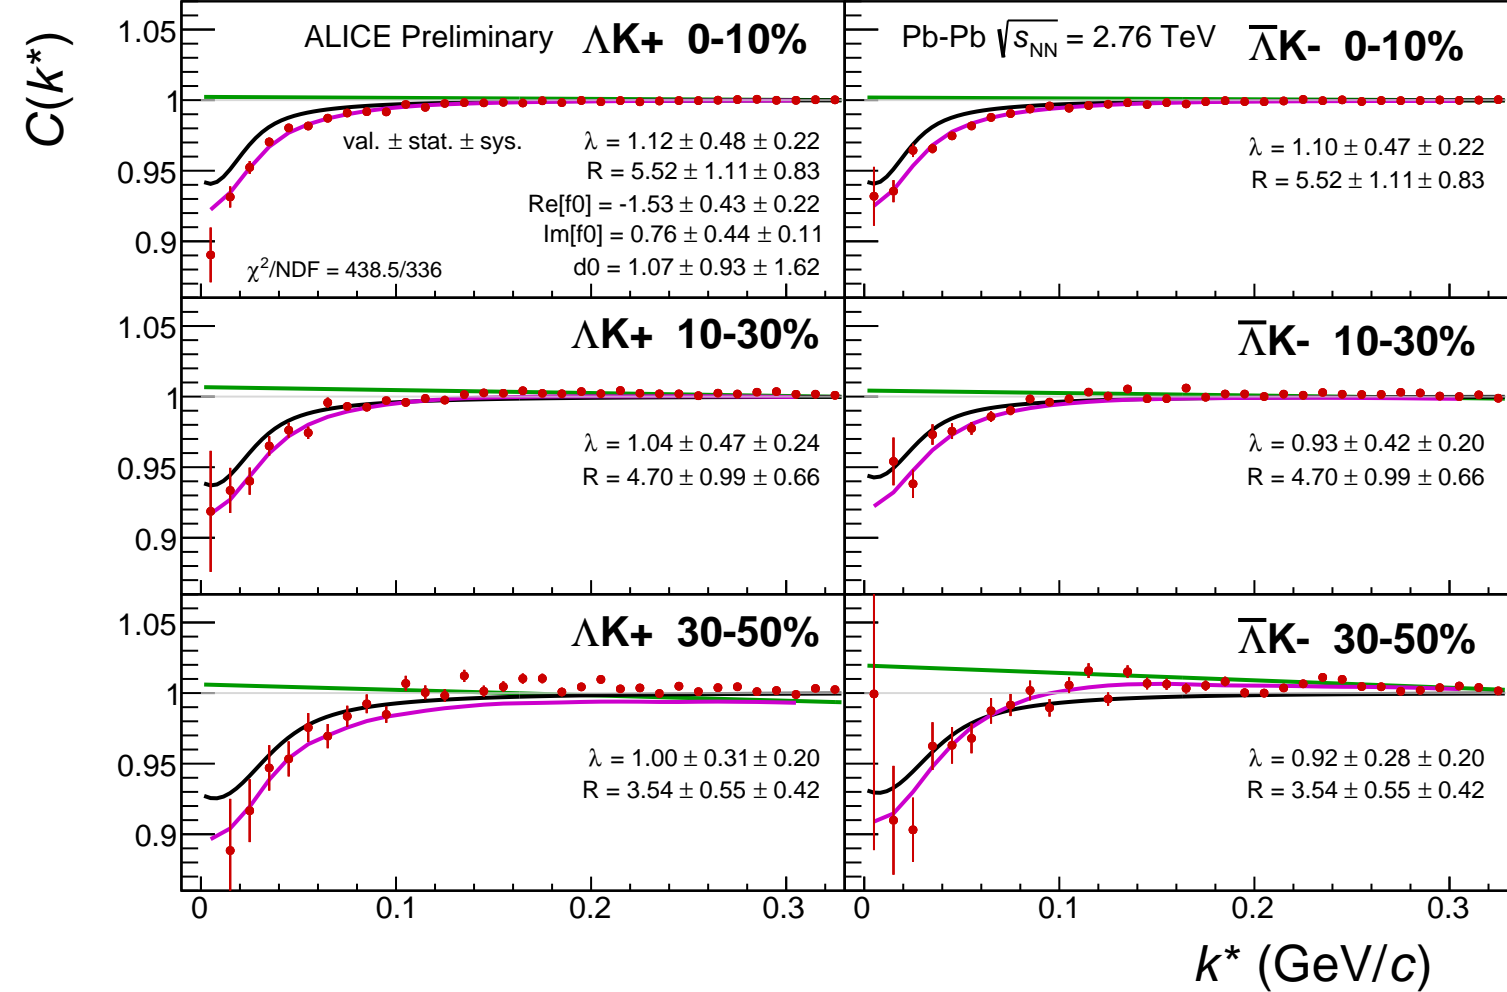 C(k*)
ALICE Preliminary ΛK+ 0-10%
1.05
1
0.95
0.9
val. ± stat. ± sys.
λ = 1.12 ± 0.48 ± 0.22
R = 5.52 ± 1.11 ± 0.83
Re[f0] = -1.53 ± 0.43 ± 0.22
Im[f0] = 0.76 ± 0.44 ± 0.11
d0 = 1.07 ± 0.93 ± 1.62
χ²/NDF = 438.5/336
Pb-Pb √sNN = 2.76 TeV Λ̅K- 0-10%
λ = 1.10 ± 0.47 ± 0.22
R = 5.52 ± 1.11 ± 0.83
ΛK+ 10-30%
1.05
1
0.95
0.9
λ = 1.04 ± 0.47 ± 0.24
R = 4.70 ± 0.99 ± 0.66
Λ̅K- 10-30%
λ = 0.93 ± 0.42 ± 0.20
R = 4.70 ± 0.99 ± 0.66
ΛK+ 30-50%
1.05
1
0.95
0.9
λ = 1.00 ± 0.31 ± 0.20
R = 3.54 ± 0.55 ± 0.42
Λ̅K- 30-50%
λ = 0.92 ± 0.28 ± 0.20
R = 3.54 ± 0.55 ± 0.42
0 0.1 0.2 0.3 0 0.1 0.2 0.3
k* (GeV/c)